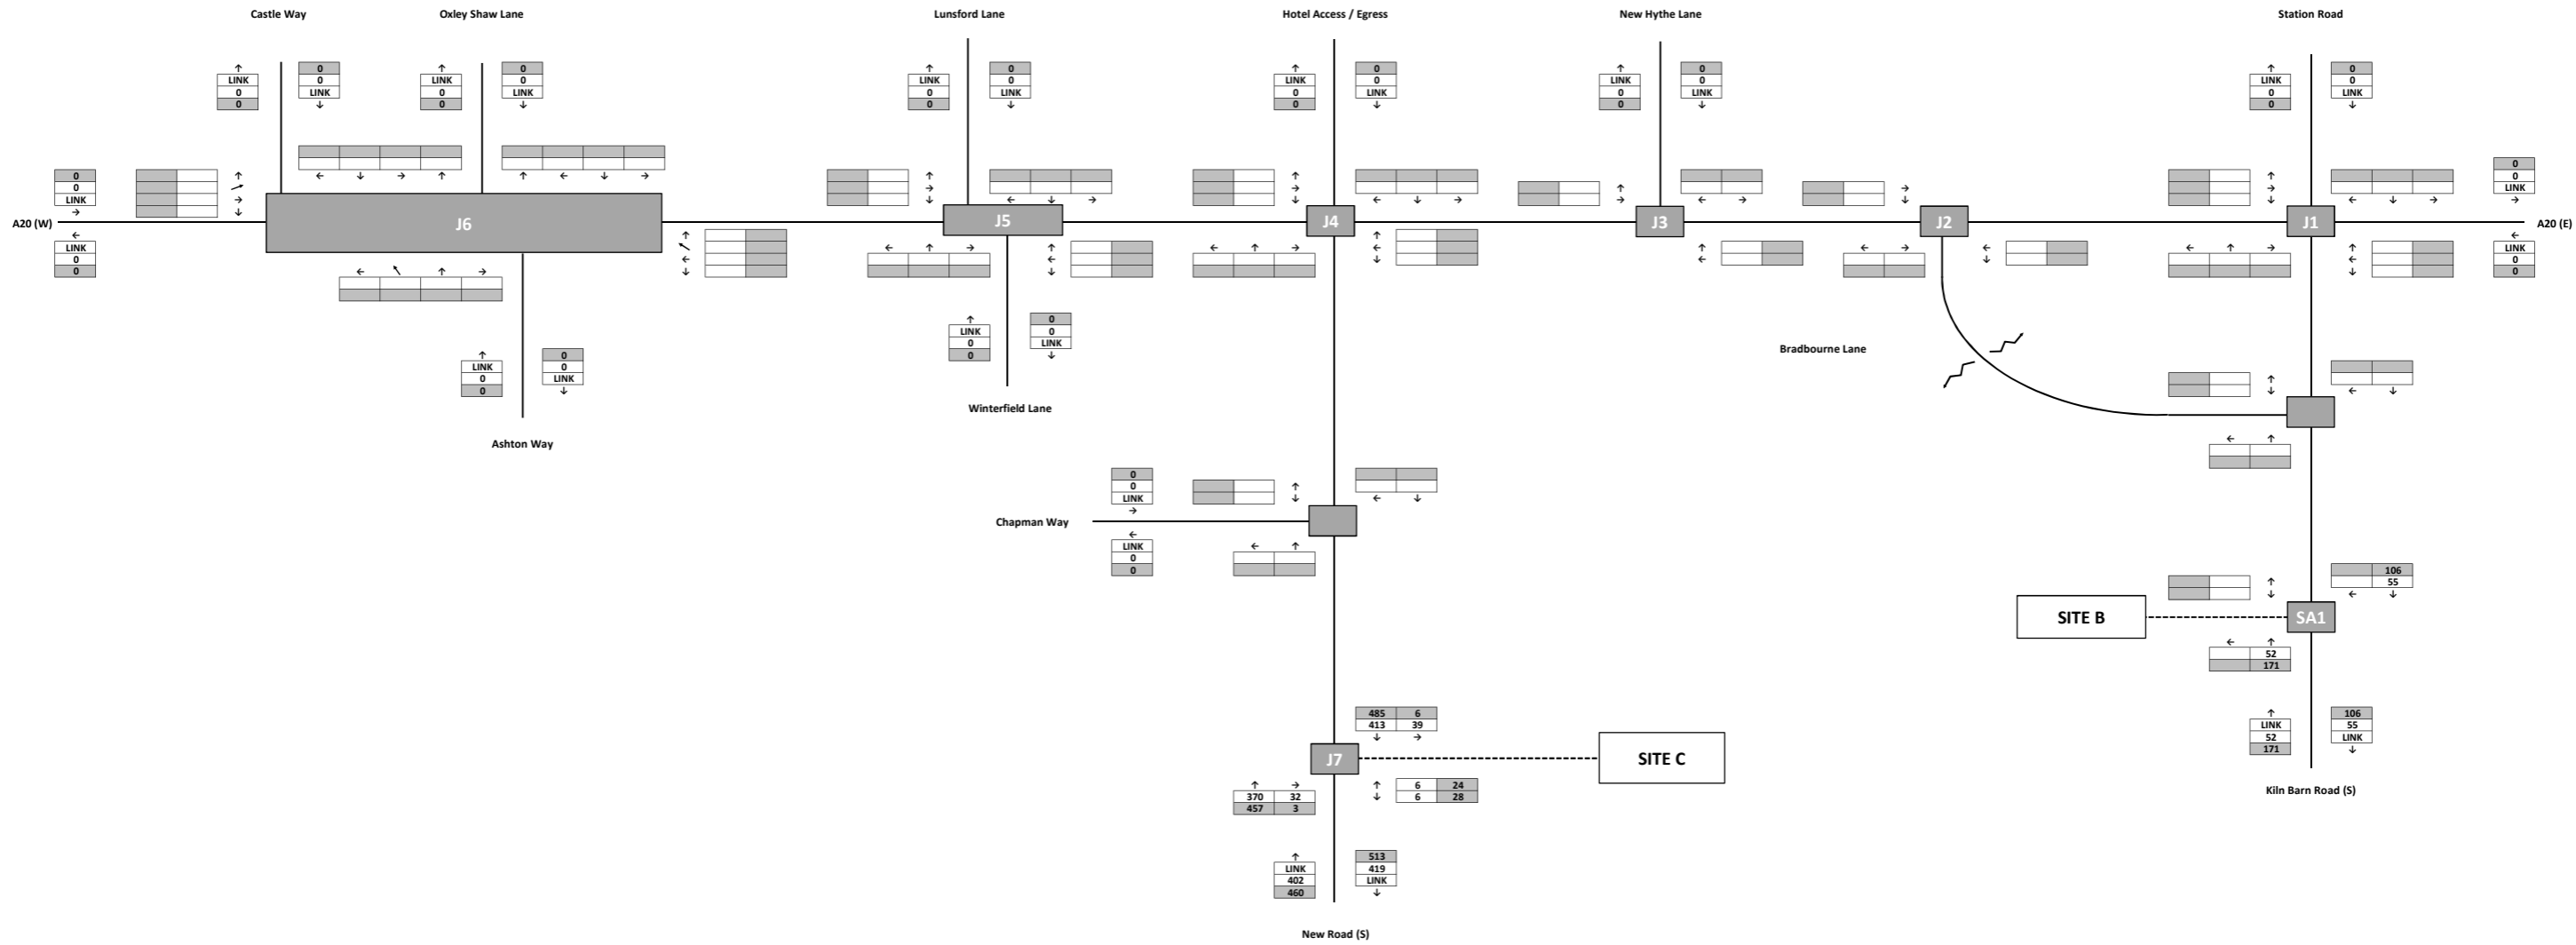 Castle Way Oxley Shaw Lane Lunsford Lane Hotel Access / Egress New Hythe Lane Station Road
↑ 0 ↑ 0 ↑ 0 ↑ 0 ↑ 0 ↑ 0
LINK 0 LINK 0 LINK 0 LINK 0 LINK 0 LINK 0
0 LINK 0 LINK 0 LINK 0 LINK 0 LINK 0 LINK
0 ↓ 0 ↓ 0 ↓ 0 ↓ 0 ↓ 0 ↓
0 ↑ ← ↓ → ↑ ↑ ← ↓ → ↑ ↑ 0
0 → → → 0
LINK → ↓ ← ↓ → ↓ ← ↓ → ↑ ← → → ↓ ← ↓ → LINK
→ ↓ → ↓ →
A20 (W) J6 J5 J4 J3 J2 J1 A20 (E)
← ↑ ↑ ←
LINK ↖ ← ↑ → ↑ ← ↑ → ← ↑ ← → ← ← ↑ → ↑ LINK
0 ← ← ↓ ← ↓ ← 0
0 ← ↖ ↑ → ↓ ↓ ↓ 0
↑ 0
LINK 0
0 LINK
0 ↓
Bradbourne Lane
↑ 0
LINK 0
0 LINK
0 ↓
↑
↓ ← ↓
Winterfield Lane
Ashton Way
← ↑
0
0 ↑
LINK ↓ ← ↓
→
Chapman Way
←
LINK ← ↑
0
0
106
↑ 55
↓ ← ↓
SITE B SA1
← ↑
52
171
485 6
413 39
↓ →
↑ 106
LINK 55
52 LINK
171 ↓
J7 SITE C
↑ → ↑ 6 24
370 32 ↓ 6 28
457 3
Kiln Barn Road (S)
↑ 513
LINK 419
402 LINK
460 ↓
New Road (S)